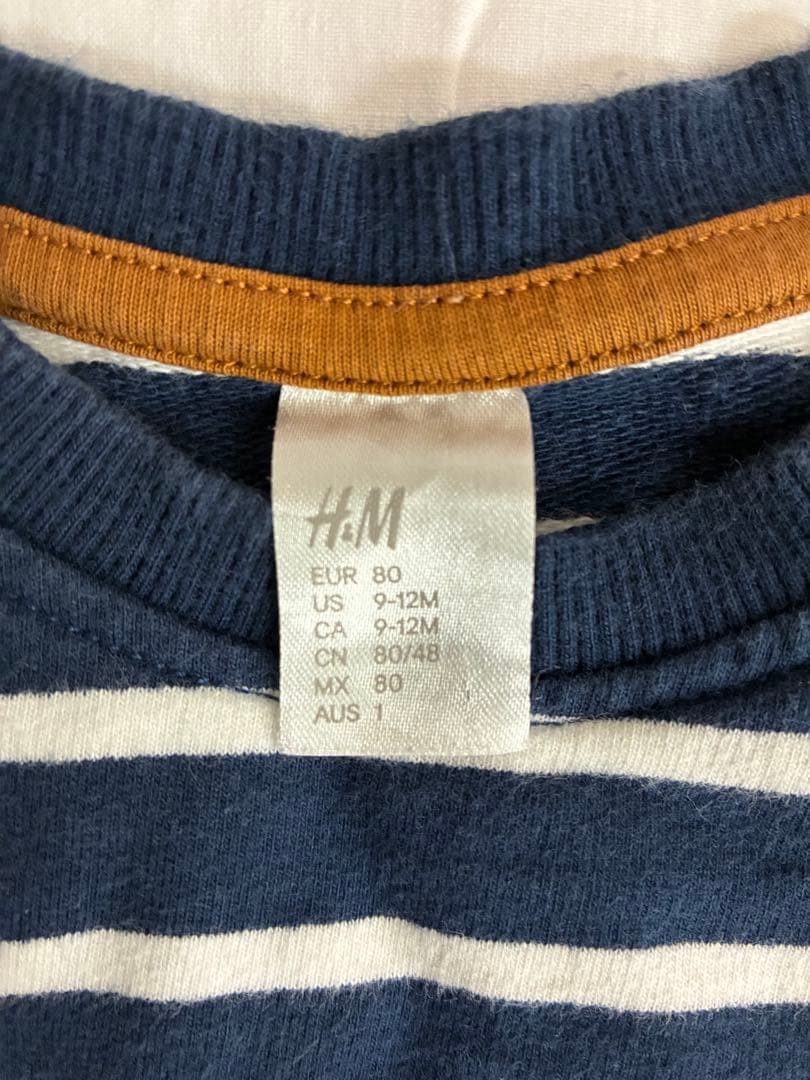 H&M
EUR 80
US 9-12M
CA 9-12M
CN 80/48
MX 80
AUS 1